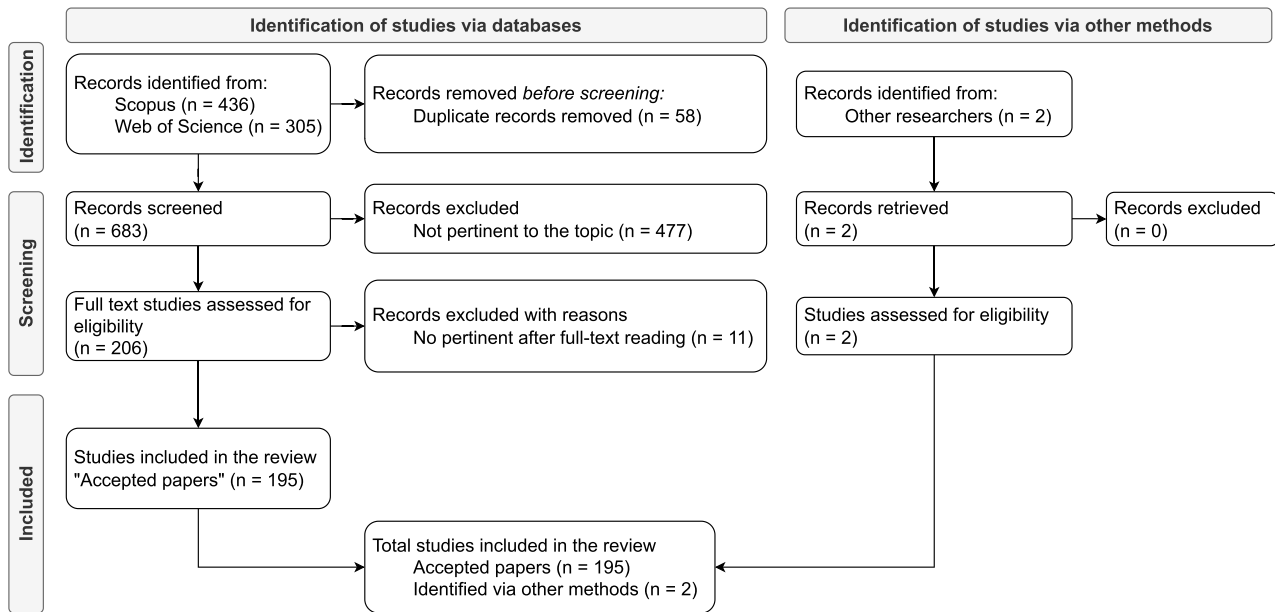 Identification of studies via databases
Identification of studies via other methods
Identification
Records identified from:
Scopus (n = 436)
Web of Science (n = 305)
Records removed before screening:
Duplicate records removed (n = 58)
Records identified from:
Other researchers (n = 2)
Screening
Records screened
(n = 683)
Records excluded
Not pertinent to the topic (n = 477)
Records retrieved
(n = 2)
Records excluded
(n = 0)
Full text studies assessed for
eligibility
(n = 206)
Records excluded with reasons
No pertinent after full-text reading (n = 11)
Studies assessed for eligibility
(n = 2)
Included
Studies included in the review
"Accepted papers" (n = 195)
Total studies included in the review
Accepted papers (n = 195)
Identified via other methods (n = 2)